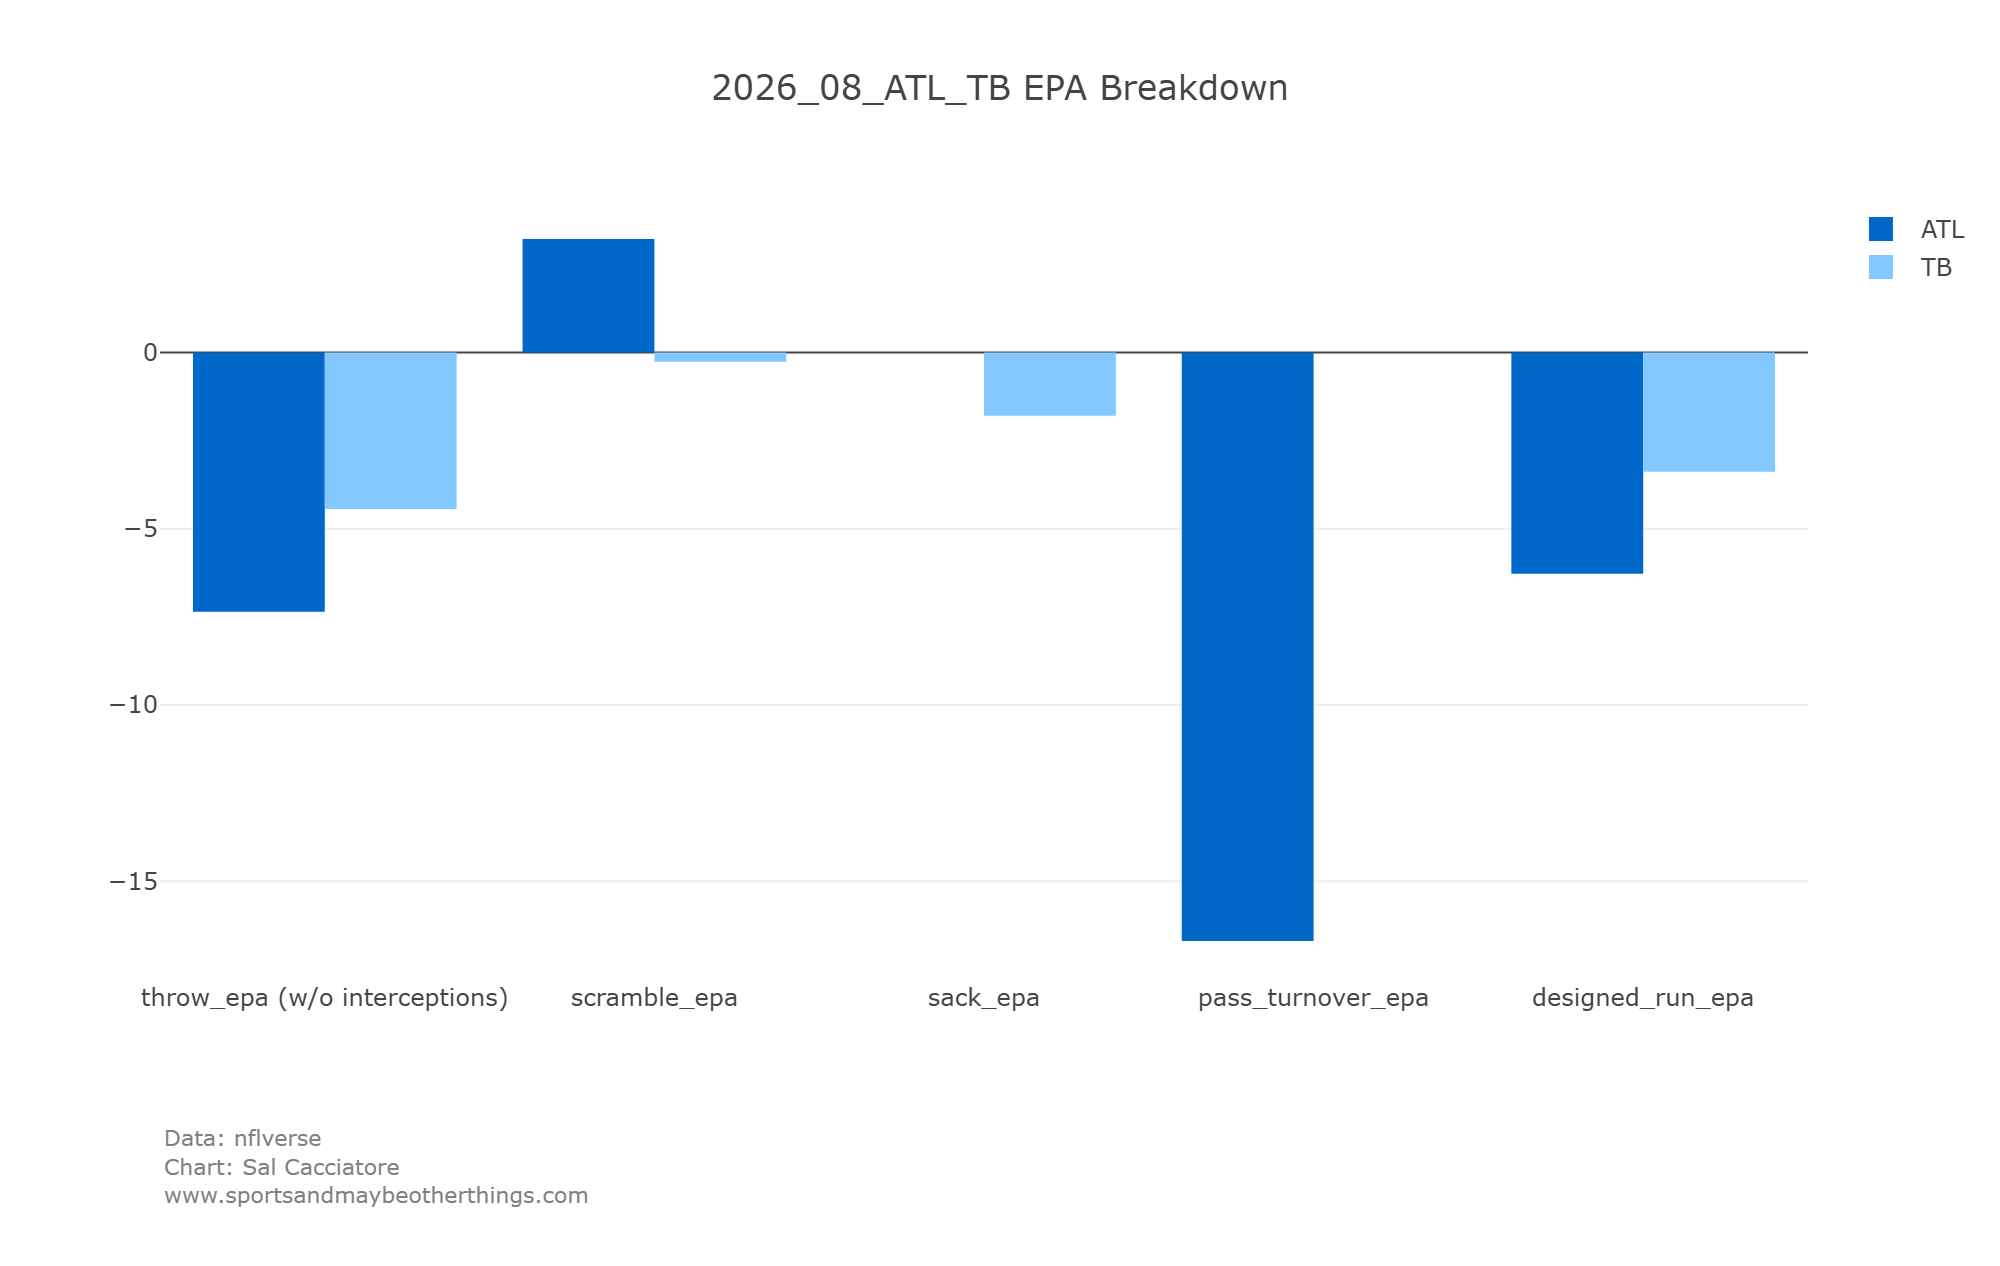 2026_08_ATL_TB EPA Breakdown
ATL
TB
0
−5
−10
−15
throw_epa (w/o interceptions)
scramble_epa
sack_epa
pass_turnover_epa
designed_run_epa
Data: nflverse
Chart: Sal Cacciatore
www.sportsandmaybeotherthings.com